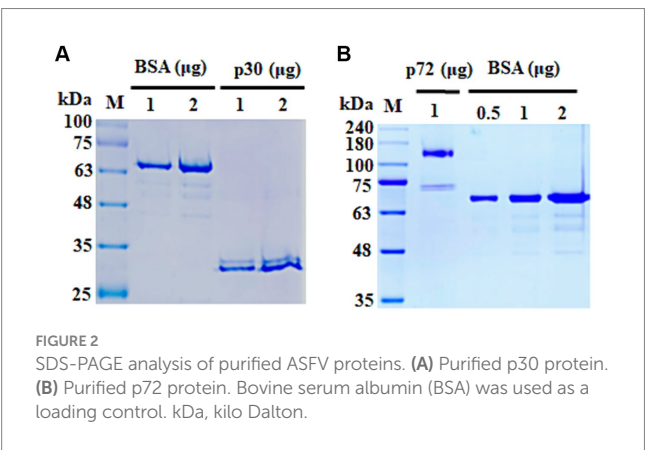 A
BSA (μg) p30 (μg)
kDa M 1 2 1 2
100
75
63
48
35
25
B
p72 (μg) BSA (μg)
kDa M 1 0.5 1 2
240
180
100
75
63
48
35
FIGURE 2
SDS-PAGE analysis of purified ASFV proteins. (A) Purified p30 protein.
(B) Purified p72 protein. Bovine serum albumin (BSA) was used as a
loading control. kDa, kilo Dalton.